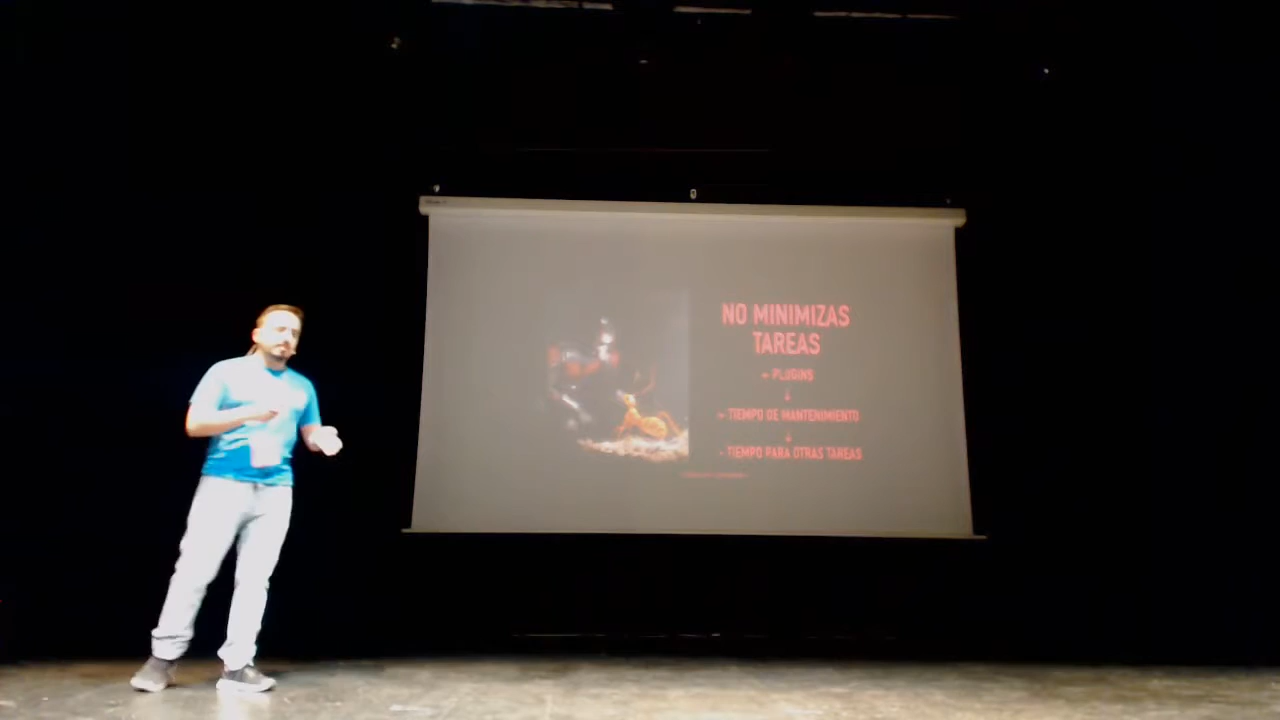 NO MINIMIZAS
TAREAS
- PLUGINS
↓
- TIEMPO DE MANTENIMIENTO
↓
- TIEMPO PARA OTRAS TAREAS